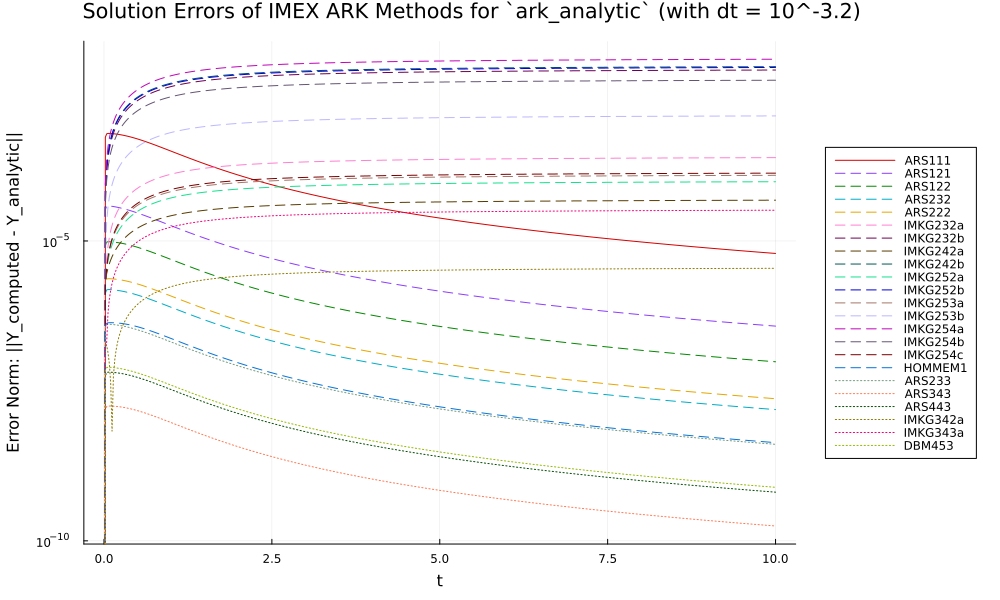 Solution Errors of IMEX ARK Methods for `ark_analytic` (with dt = 10^-3.2)
Error Norm: ||Y_computed - Y_analytic||
10⁻⁵
10⁻¹⁰
0.0
2.5
5.0
7.5
10.0
t
ARS111
ARS121
ARS122
ARS232
ARS222
IMKG232a
IMKG232b
IMKG242a
IMKG242b
IMKG252a
IMKG252b
IMKG253a
IMKG253b
IMKG254a
IMKG254b
IMKG254c
HOMMEM1
ARS233
ARS343
ARS443
IMKG342a
IMKG343a
DBM453